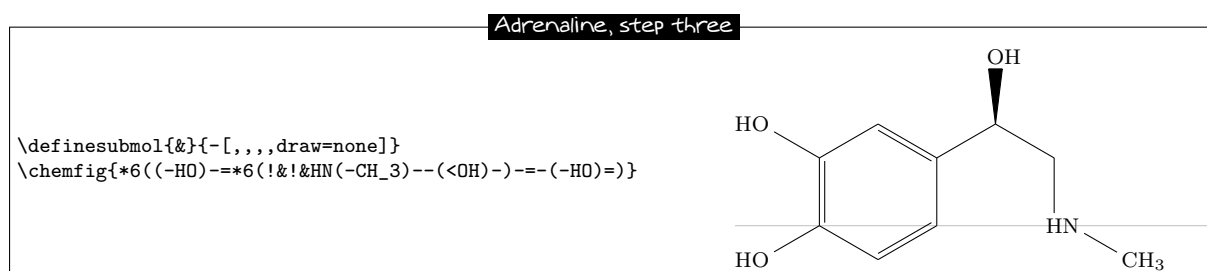 Adrenaline, step three
\definesubmol{&}{-[,,,,draw=none]}
\chemfig{*6((-HO)-=*6(!&!&HN(-CH_3)--(<OH)-)-=-(-HO)=)}
OH
HO
HN
HO
CH₃